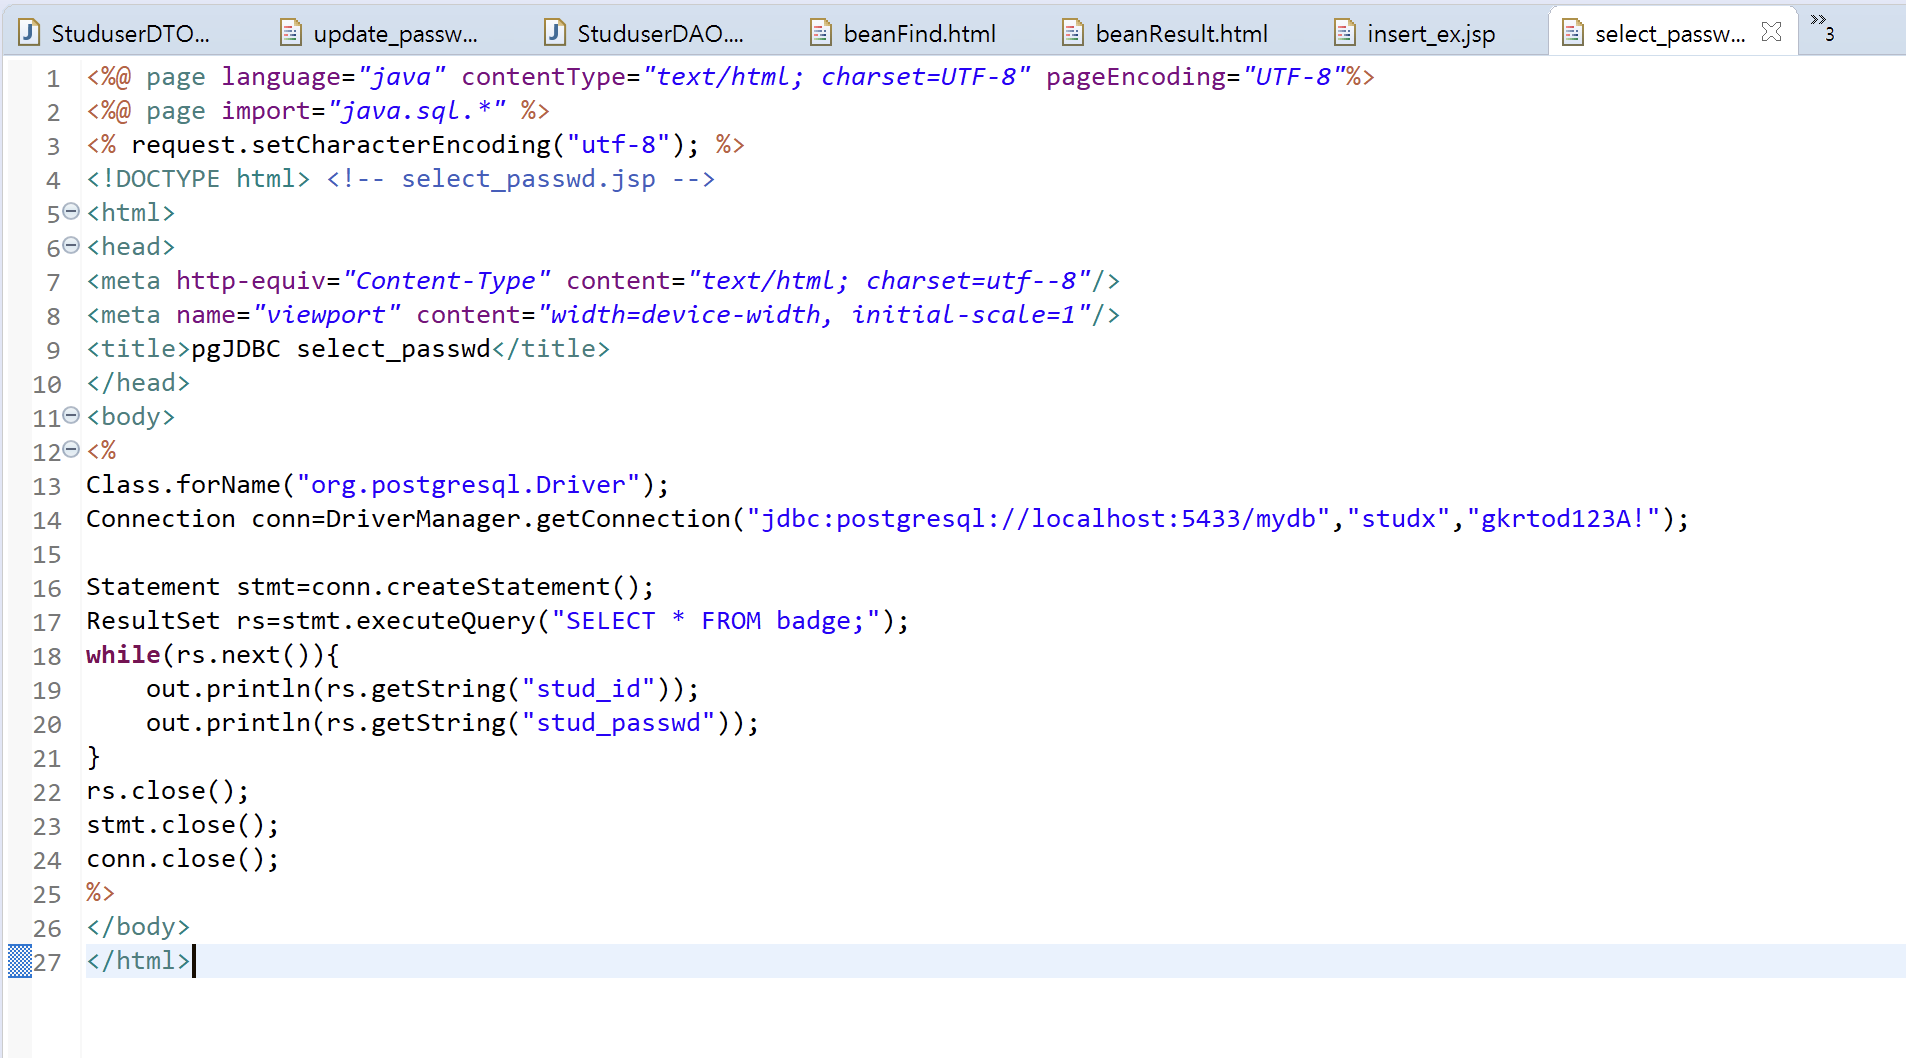 StuduserDTO... update_passw... StuduserDAO.... beanFind.html beanResult.html insert_ex.jsp select_passw... »3
1 <%@ page language="java" contentType="text/html; charset=UTF-8" pageEncoding="UTF-8"%>
2 <%@ page import="java.sql.*" %>
3 <% request.setCharacterEncoding("utf-8"); %>
4 <!DOCTYPE html> <!-- select_passwd.jsp -->
5 <html>
6 <head>
7 <meta http-equiv="Content-Type" content="text/html; charset=utf--8"/>
8 <meta name="viewport" content="width=device-width, initial-scale=1"/>
9 <title>pgJDBC select_passwd</title>
10 </head>
11 <body>
12 <%
13 Class.forName("org.postgresql.Driver");
14 Connection conn=DriverManager.getConnection("jdbc:postgresql://localhost:5433/mydb","studx","gkrtod123A!");
15
16 Statement stmt=conn.createStatement();
17 ResultSet rs=stmt.executeQuery("SELECT * FROM badge;");
18 while(rs.next()){
19     out.println(rs.getString("stud_id"));
20     out.println(rs.getString("stud_passwd"));
21 }
22 rs.close();
23 stmt.close();
24 conn.close();
25 %>
26 </body>
27 </html>